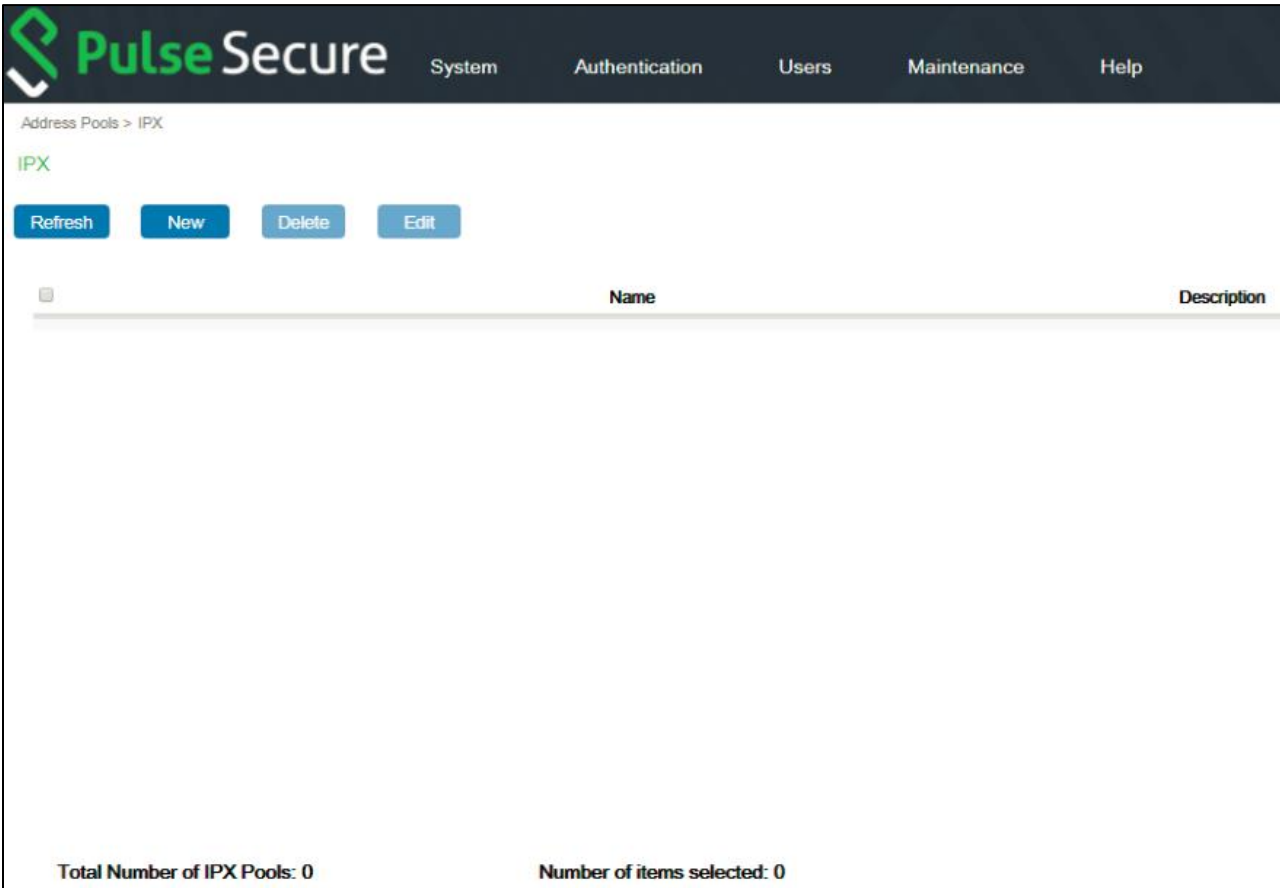 Pulse Secure System Authentication Users Maintenance Help
Address Pools > IPX
IPX
Refresh New Delete Edit
Name Description
Total Number of IPX Pools: 0 Number of items selected: 0